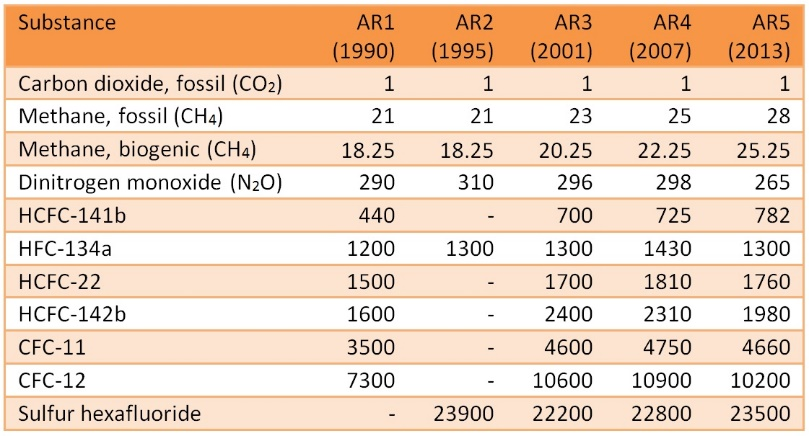 Substance AR1 AR2 AR3 AR4 AR5
(1990) (1995) (2001) (2007) (2013)
Carbon dioxide, fossil (CO₂) 1 1 1 1 1
Methane, fossil (CH₄) 21 21 23 25 28
Methane, biogenic (CH₄) 18.25 18.25 20.25 22.25 25.25
Dinitrogen monoxide (N₂O) 290 310 296 298 265
HCFC-141b 440 - 700 725 782
HFC-134a 1200 1300 1300 1430 1300
HCFC-22 1500 - 1700 1810 1760
HCFC-142b 1600 - 2400 2310 1980
CFC-11 3500 - 4600 4750 4660
CFC-12 7300 - 10600 10900 10200
Sulfur hexafluoride - 23900 22200 22800 23500